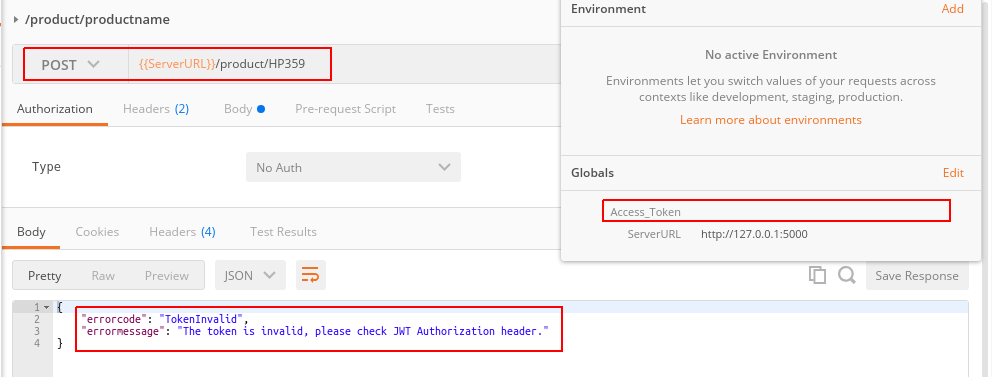 /product/productname
POST {{ServerURL}}/product/HP359
Authorization Headers (2) Body Pre-request Script Tests
Type No Auth
Body Cookies Headers (4) Test Results
Pretty Raw Preview JSON Save Response
1 {
2 "errorcode": "TokenInvalid",
3 "errormessage": "The token is invalid, please check JWT Authorization header."
4 }
Environment Add
No active Environment
Environments let you switch values of your requests across
contexts like development, staging, production.
Learn more about environments
Globals Edit
Access_Token
ServerURL http://127.0.0.1:5000